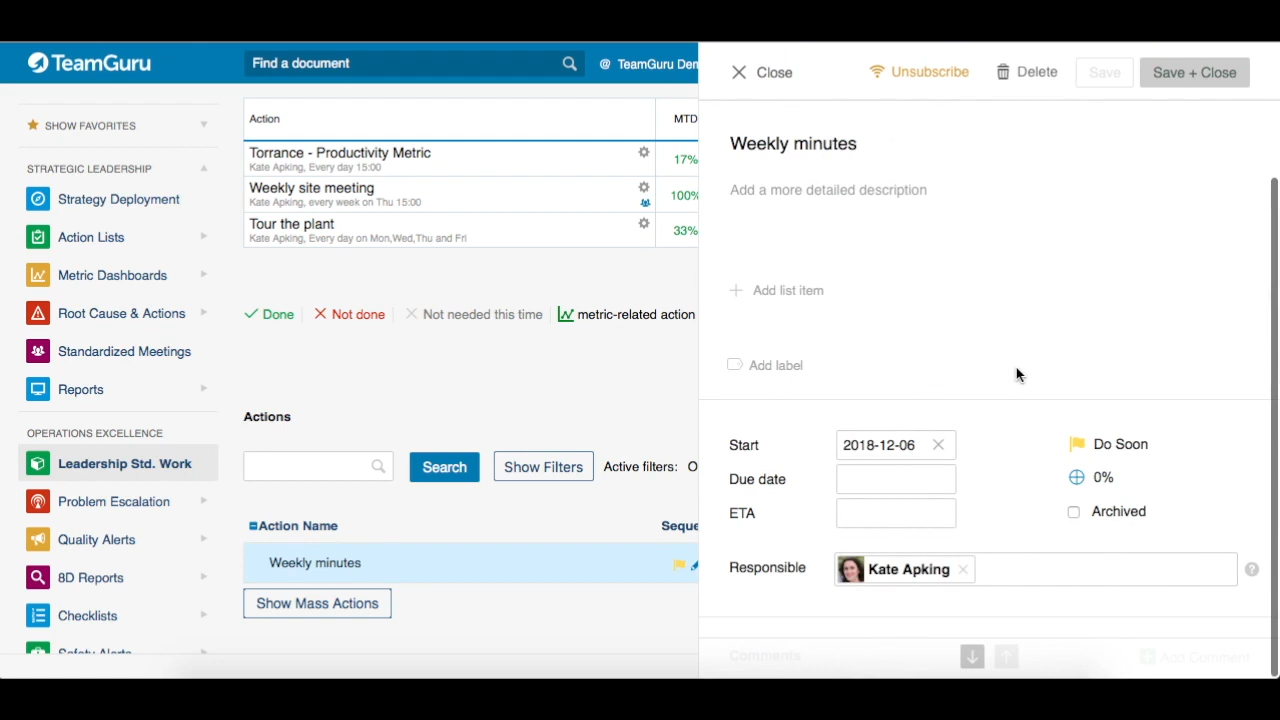 TeamGuru
Find a document
@ TeamGuru Den
SHOW FAVORITES
STRATEGIC LEADERSHIP
Strategy Deployment
Action Lists
Metric Dashboards
Root Cause & Actions
Standardized Meetings
Reports
OPERATIONS EXCELLENCE
Leadership Std. Work
Problem Escalation
Quality Alerts
8D Reports
Checklists
Safety Alerts
Action
MTD
Torrance - Productivity Metric
Kate Apking, Every day 15:00
17%
Weekly site meeting
Kate Apking, every week on Thu 15:00
100%
Tour the plant
Kate Apking, Every day on Mon,Wed,Thu and Fri
33%
Done
Not done
Not needed this time
metric-related action
Actions
Search
Show Filters
Active filters: O
Action Name
Seque
Weekly minutes
Show Mass Actions
Close
Unsubscribe
Delete
Save
Save + Close
Weekly minutes
Add a more detailed description
Add list item
Add label
Start
2018-12-06
Do Soon
Due date
0%
ETA
Archived
Responsible
Kate Apking
Comments
Add Comment